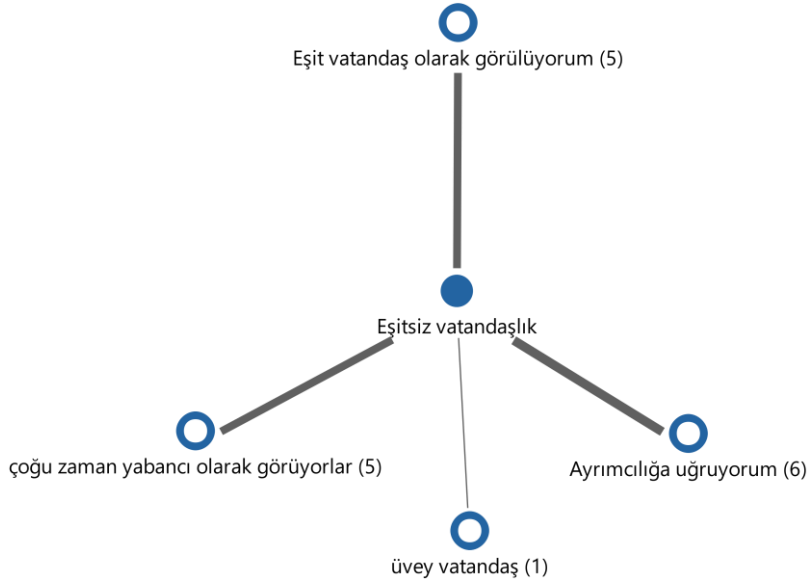 Eşit vatandaş olarak görülüyorum (5)
Eşitsiz vatandaşlık
çoğu zaman yabancı olarak görüyorlar (5)
Ayrımcılığa uğruyorum (6)
üvey vatandaş (1)